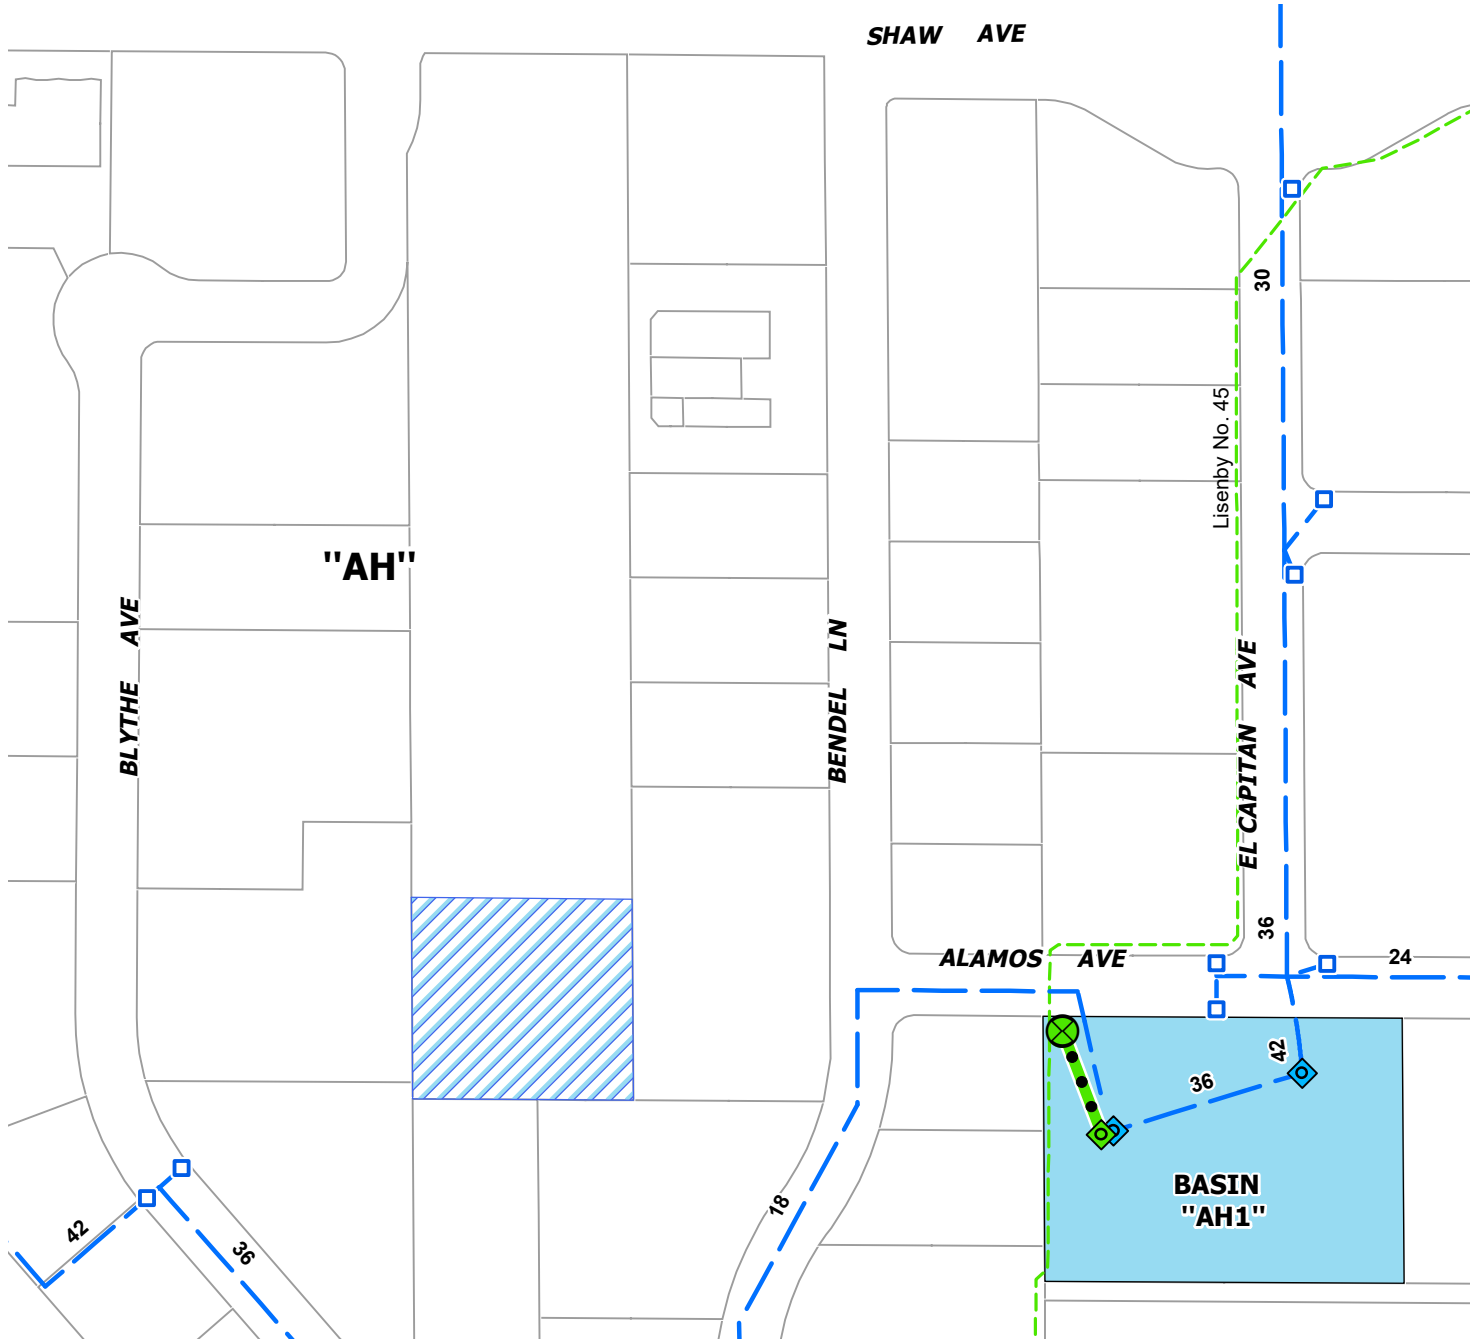 SHAW AVE
30
Lisenby No. 45
"AH"
BLYTHE AVE
BENDEL LN
EL CAPITAN AVE
36
ALAMOS AVE
24
42
36
BASIN
"AH1"
18
42
36